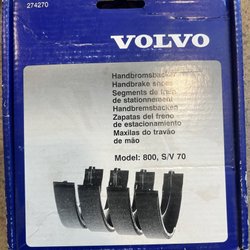 274270
VOLVO
Handbromsbackar
Handbrake shoes
Segments de frein
de stationnement
Handbremsbacken
Zapatas del freno
de estacionamiento
Maxilas do travão
de mão
Model: 800, S/V 70